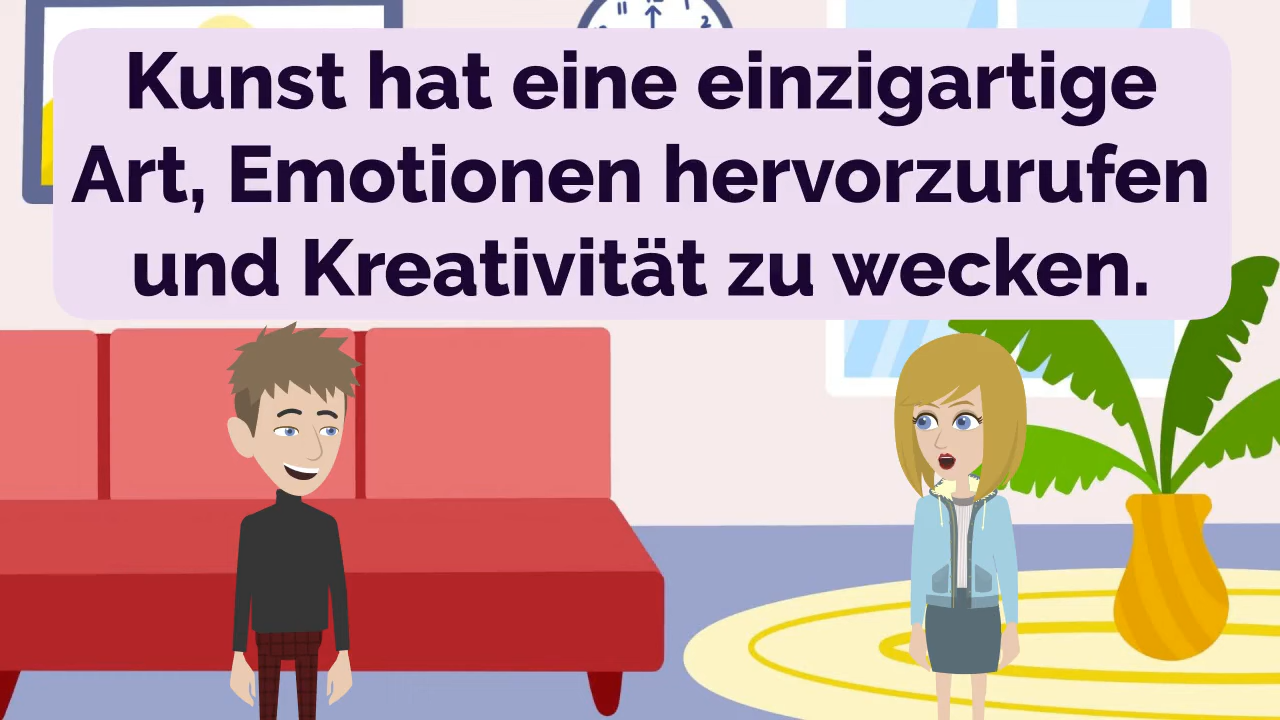 Kunst hat eine einzigartige
Art, Emotionen hervorzurufen
und Kreativität zu wecken.